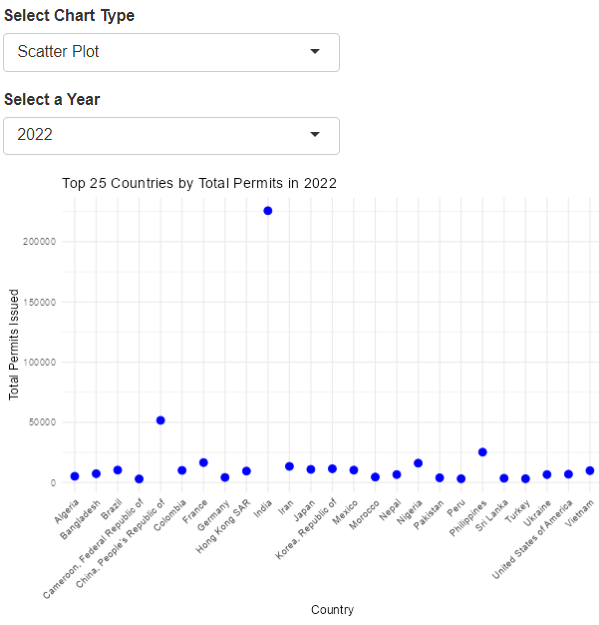 Select Chart Type
Scatter Plot
Select a Year
2022
Top 25 Countries by Total Permits in 2022
Total Permits Issued
200000
150000
100000
50000
0
Algeria
Bangladesh
Brazil
Cameroon, Federal Republic of
China, People's Republic of
Colombia
France
Germany
Hong Kong SAR
India
Iran
Japan
Korea, Republic of
Mexico
Morocco
Nepal
Nigeria
Pakistan
Peru
Philippines
Sri Lanka
Turkey
Ukraine
United States of America
Vietnam
Country